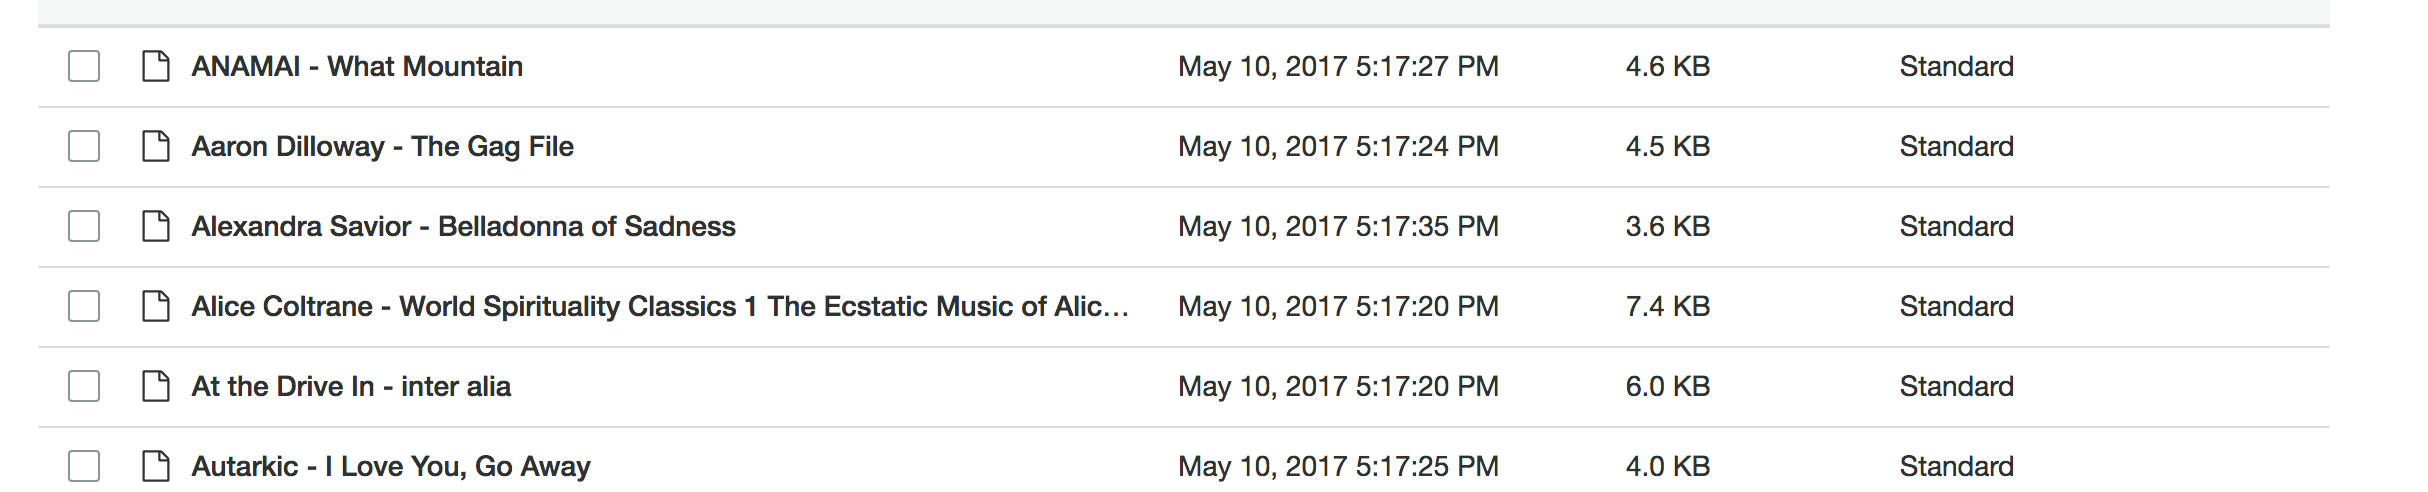 ANAMAI - What Mountain May 10, 2017 5:17:27 PM 4.6 KB Standard
Aaron Dilloway - The Gag File May 10, 2017 5:17:24 PM 4.5 KB Standard
Alexandra Savior - Belladonna of Sadness May 10, 2017 5:17:35 PM 3.6 KB Standard
Alice Coltrane - World Spirituality Classics 1 The Ecstatic Music of Alic... May 10, 2017 5:17:20 PM 7.4 KB Standard
At the Drive In - inter alia May 10, 2017 5:17:20 PM 6.0 KB Standard
Autarkic - I Love You, Go Away May 10, 2017 5:17:25 PM 4.0 KB Standard